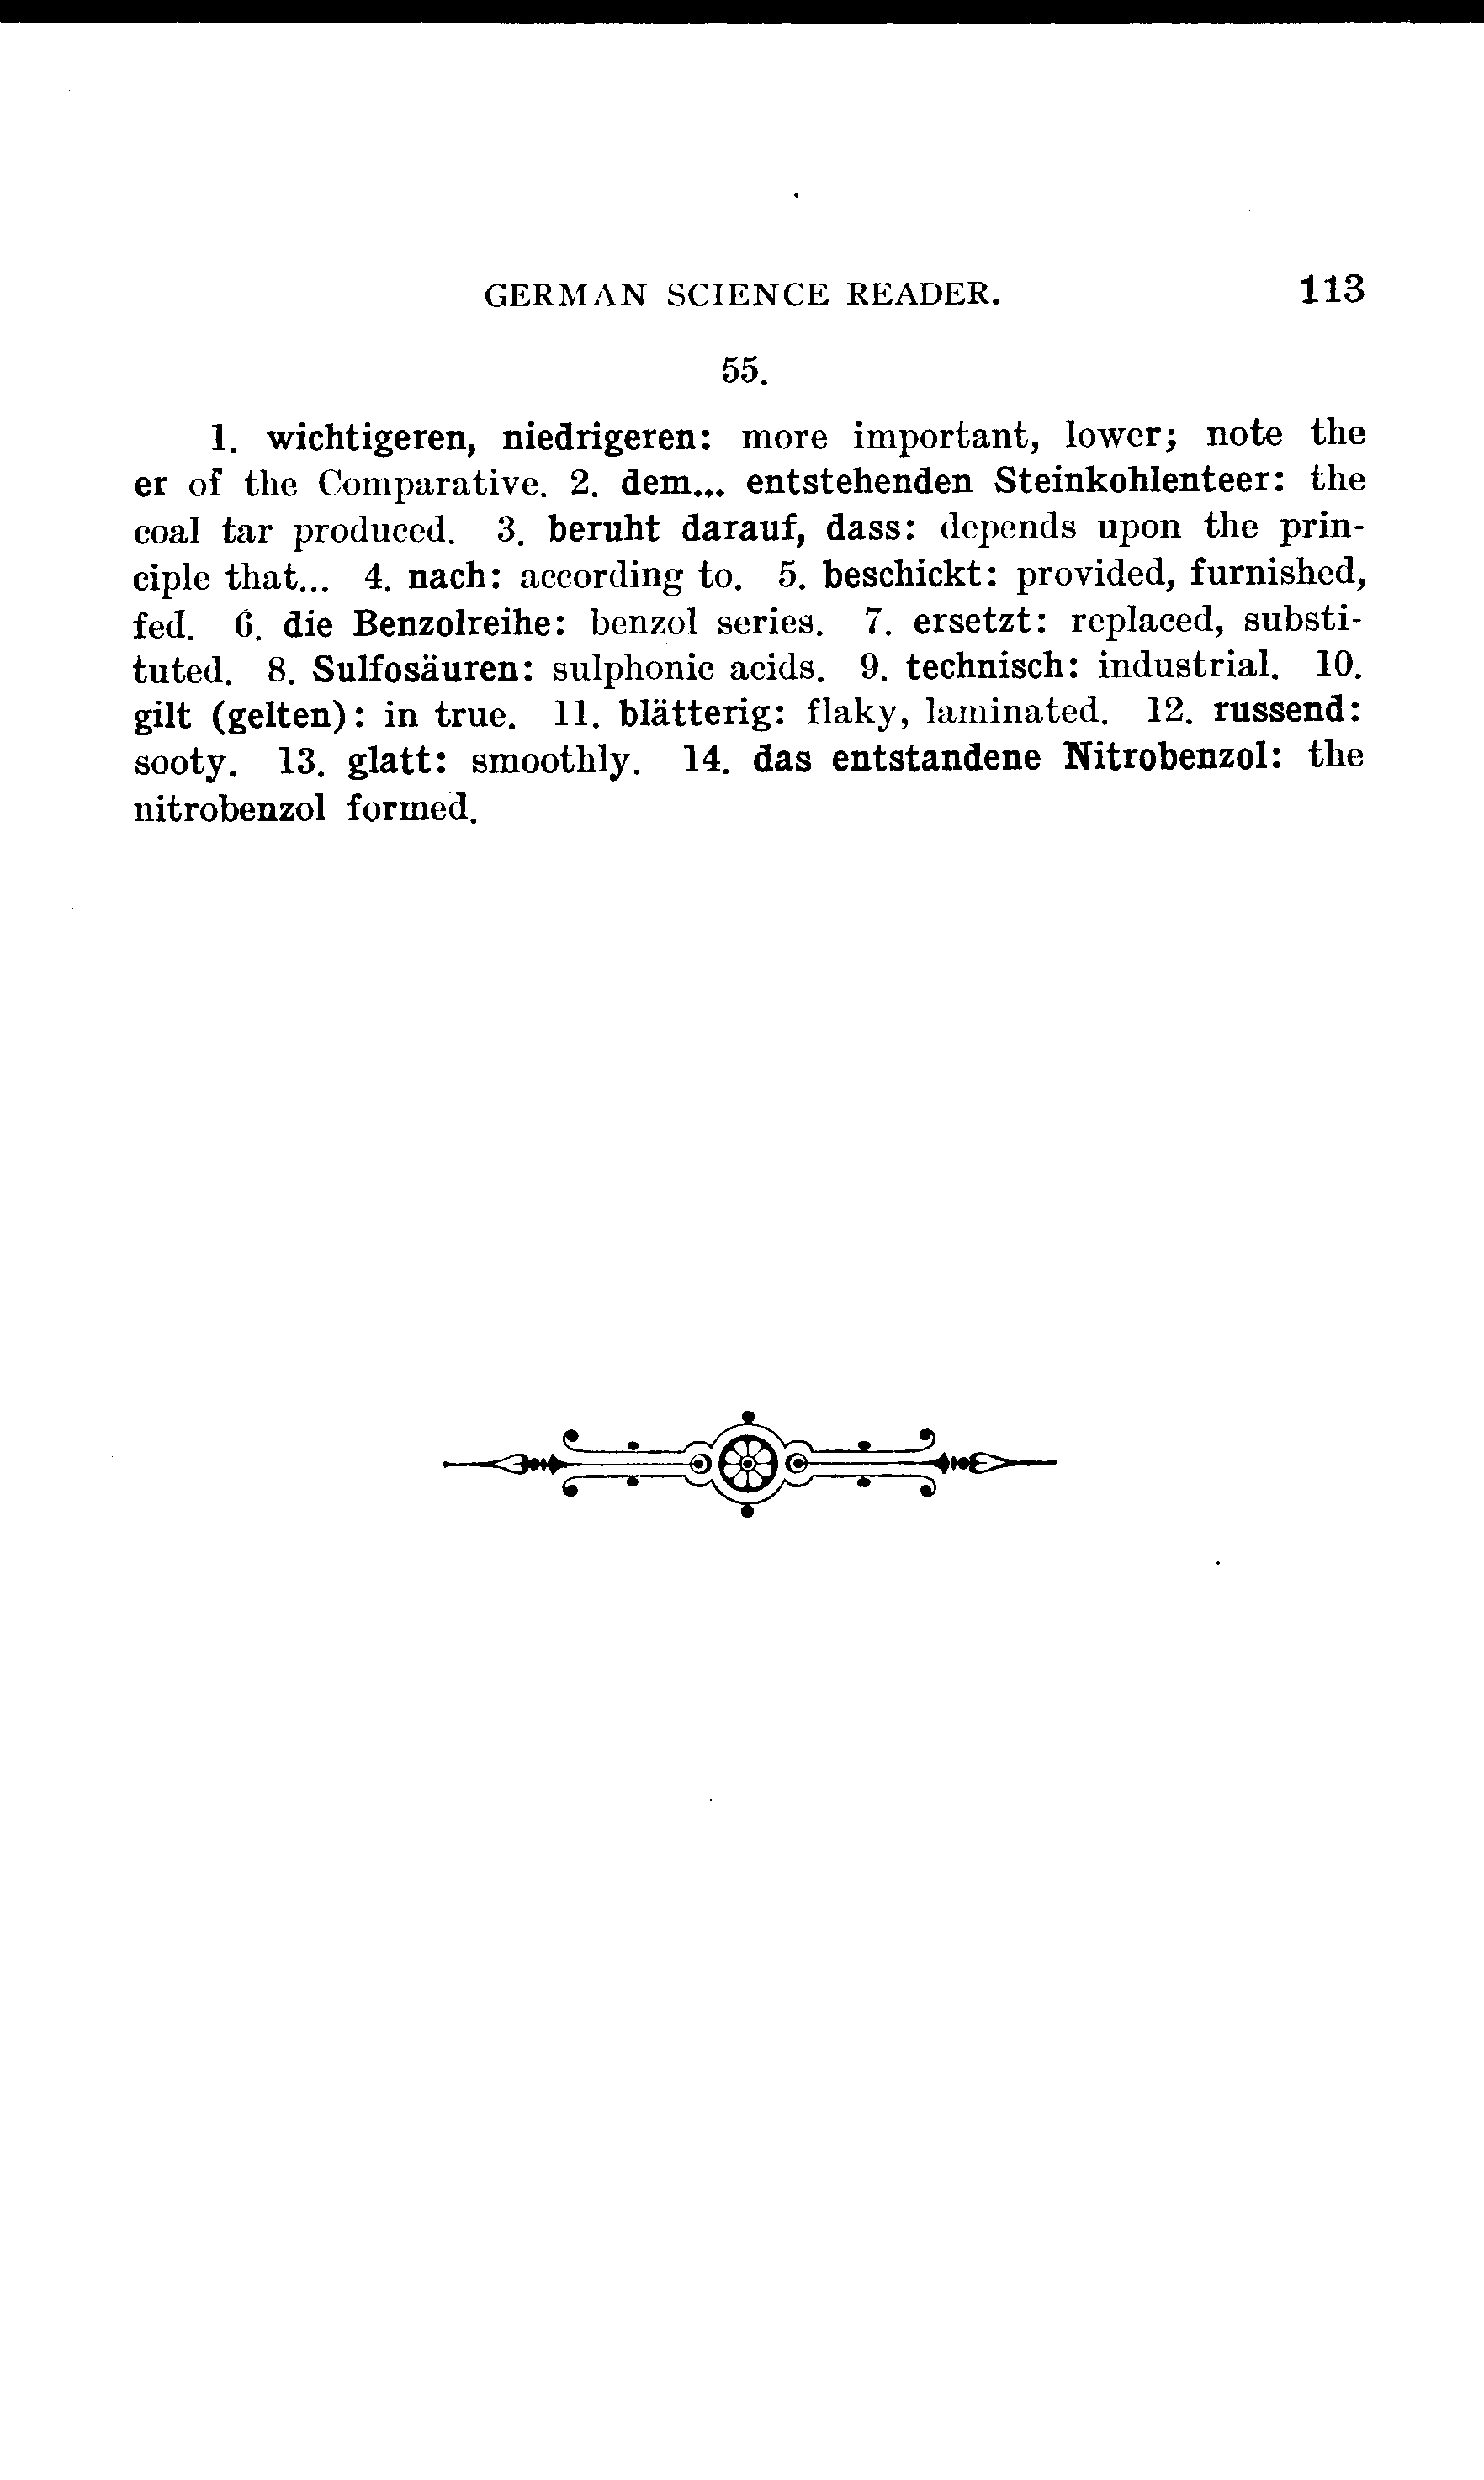 GERMAN SCIENCE READER. 113
55.
1. wichtigeren, niedrigeren: more important, lower; note the
er of the Comparative. 2. dem... entstehenden Steinkohlenteer: the
coal tar produced. 3. beruht darauf, dass: depends upon the prin-
ciple that... 4. nach: according to. 5. beschickt: provided, furnished,
fed. 6. die Benzolreihe: benzol series. 7. ersetzt: replaced, substi-
tuted. 8. Sulfosäuren: sulphonic acids. 9. technisch: industrial. 10.
gilt (gelten): in true. 11. blätterig: flaky, laminated. 12. russend:
sooty. 13. glatt: smoothly. 14. das entstandene Nitrobenzol: the
nitrobenzol formed.